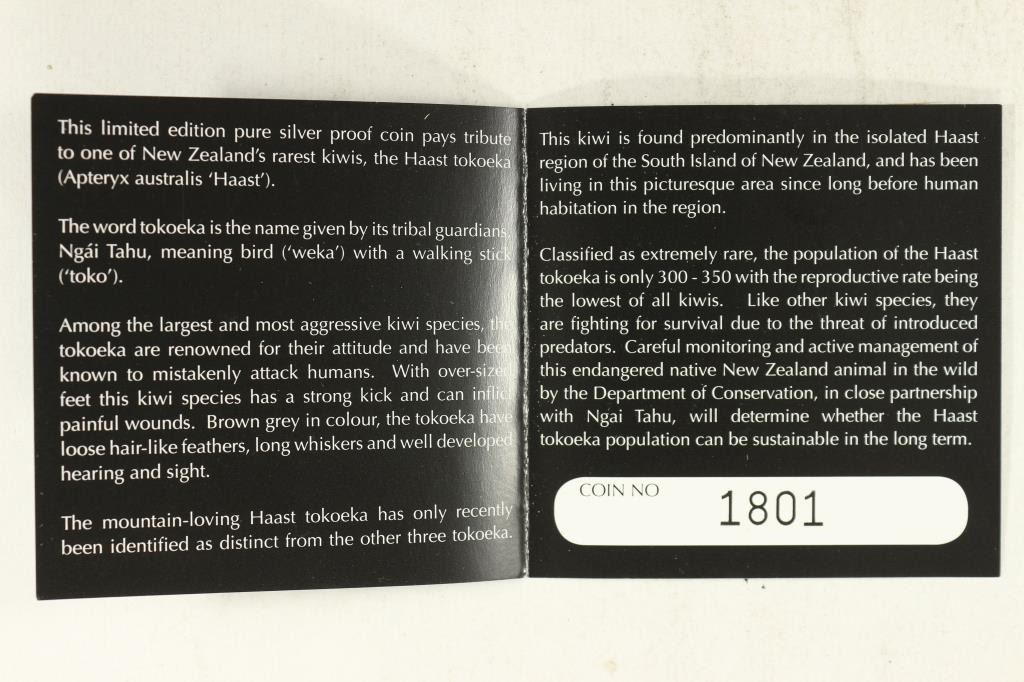 This limited edition pure silver proof coin pays tribute
to one of New Zealand's rarest kiwis, the Haast tokoeka
(Apteryx australis 'Haast').
The word tokoeka is the name given by its tribal guardians,
Ngái Tahu, meaning bird ('weka') with a walking stick
('toko').
Among the largest and most aggressive kiwi species, the
tokoeka are renowned for their attitude and have been
known to mistakenly attack humans. With over-sized
feet this kiwi species has a strong kick and can inflict
painful wounds. Brown grey in colour, the tokoeka have
loose hair-like feathers, long whiskers and well developed
hearing and sight.
The mountain-loving Haast tokoeka has only recently
been identified as distinct from the other three tokoeka.
This kiwi is found predominantly in the isolated Haast
region of the South Island of New Zealand, and has been
living in this picturesque area since long before human
habitation in the region.
Classified as extremely rare, the population of the Haast
tokoeka is only 300 - 350 with the reproductive rate being
the lowest of all kiwis. Like other kiwi species, they
are fighting for survival due to the threat of introduced
predators. Careful monitoring and active management of
this endangered native New Zealand animal in the wild
by the Department of Conservation, in close partnership
with Ngai Tahu, will determine whether the Haast
tokoeka population can be sustainable in the long term.
COIN NO 1801